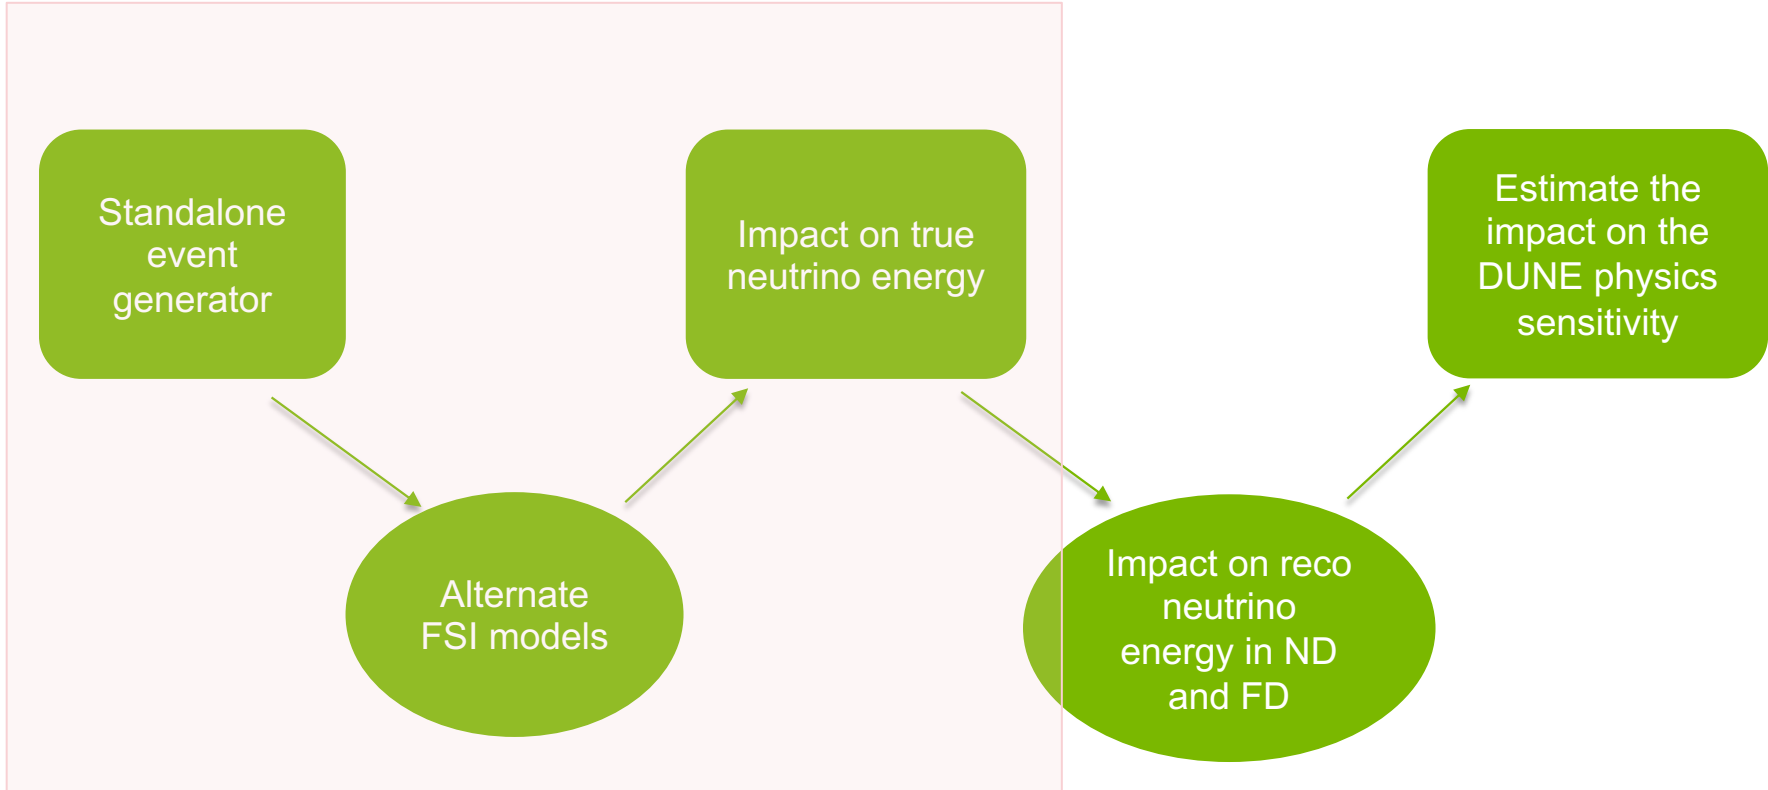 Standalone
event
generator
Alternate
FSI models
Impact on true
neutrino energy
Impact on reco
neutrino
energy in ND
and FD
Estimate the
impact on the
DUNE physics
sensitivity